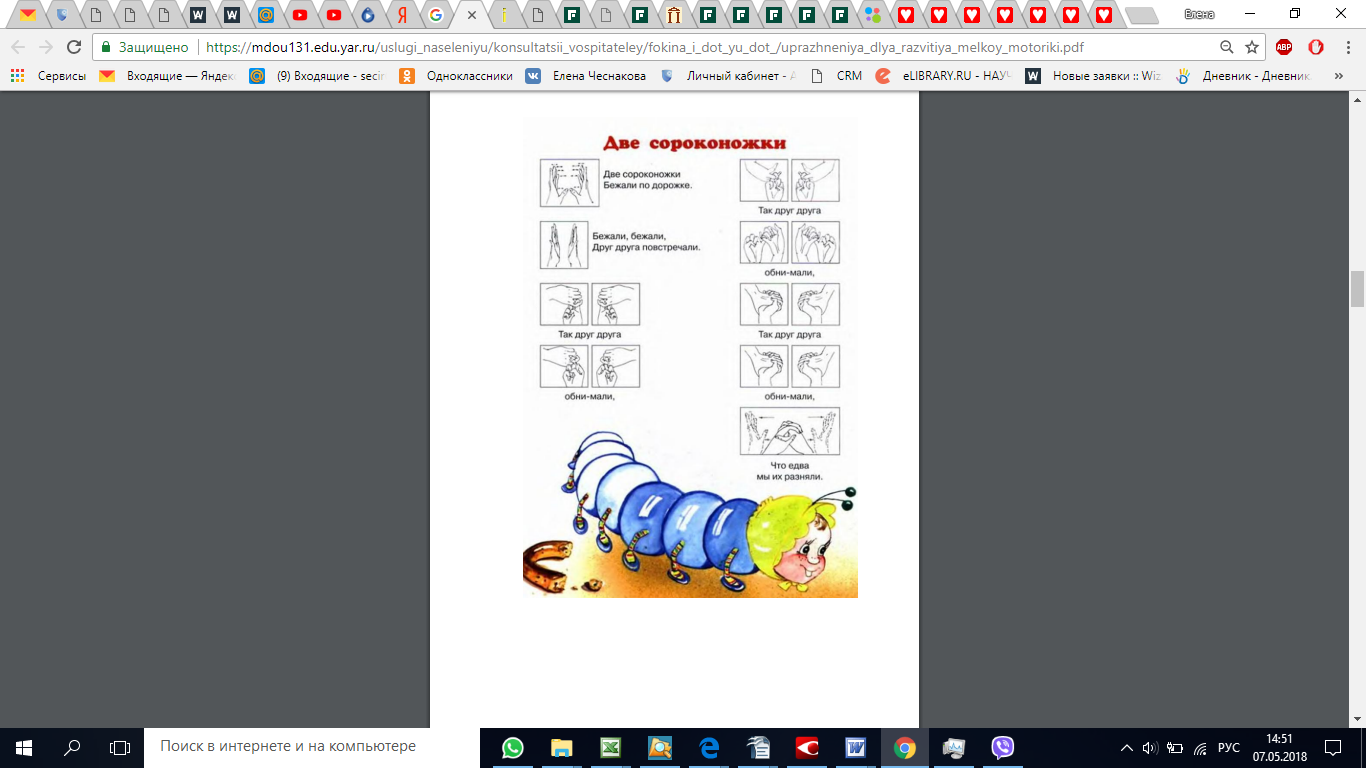 Елена
Защищено
https://mdou131.edu.yar.ru/uslugi_naseleniyu/konsultatsii_vospitateley/fokina_i_dot_yu_dot_/uprazhneniya_dlya_razvitiya_melkoy_motoriki.pdf
Сервисы
Входящие — Яндек
(9) Входящие - secir
Одноклассники
Елена Чеснакова
Личный кабинет - А
CRM
eLIBRARY.RU - НАУЧ
Новые заявки :: Wiz
Дневник - Дневник.
»
Две сороконожки
Две сороконожки
Бежали по дорожке.
Бежали, бежали,
Друг друга повстречали.
Так друг друга
обни-мали,
Так друг друга
обни-мали,
Так друг друга
обни-мали,
Что едва
мы их разняли.
Поиск в интернете и на компьютере
РУС
14:51
07.05.2018